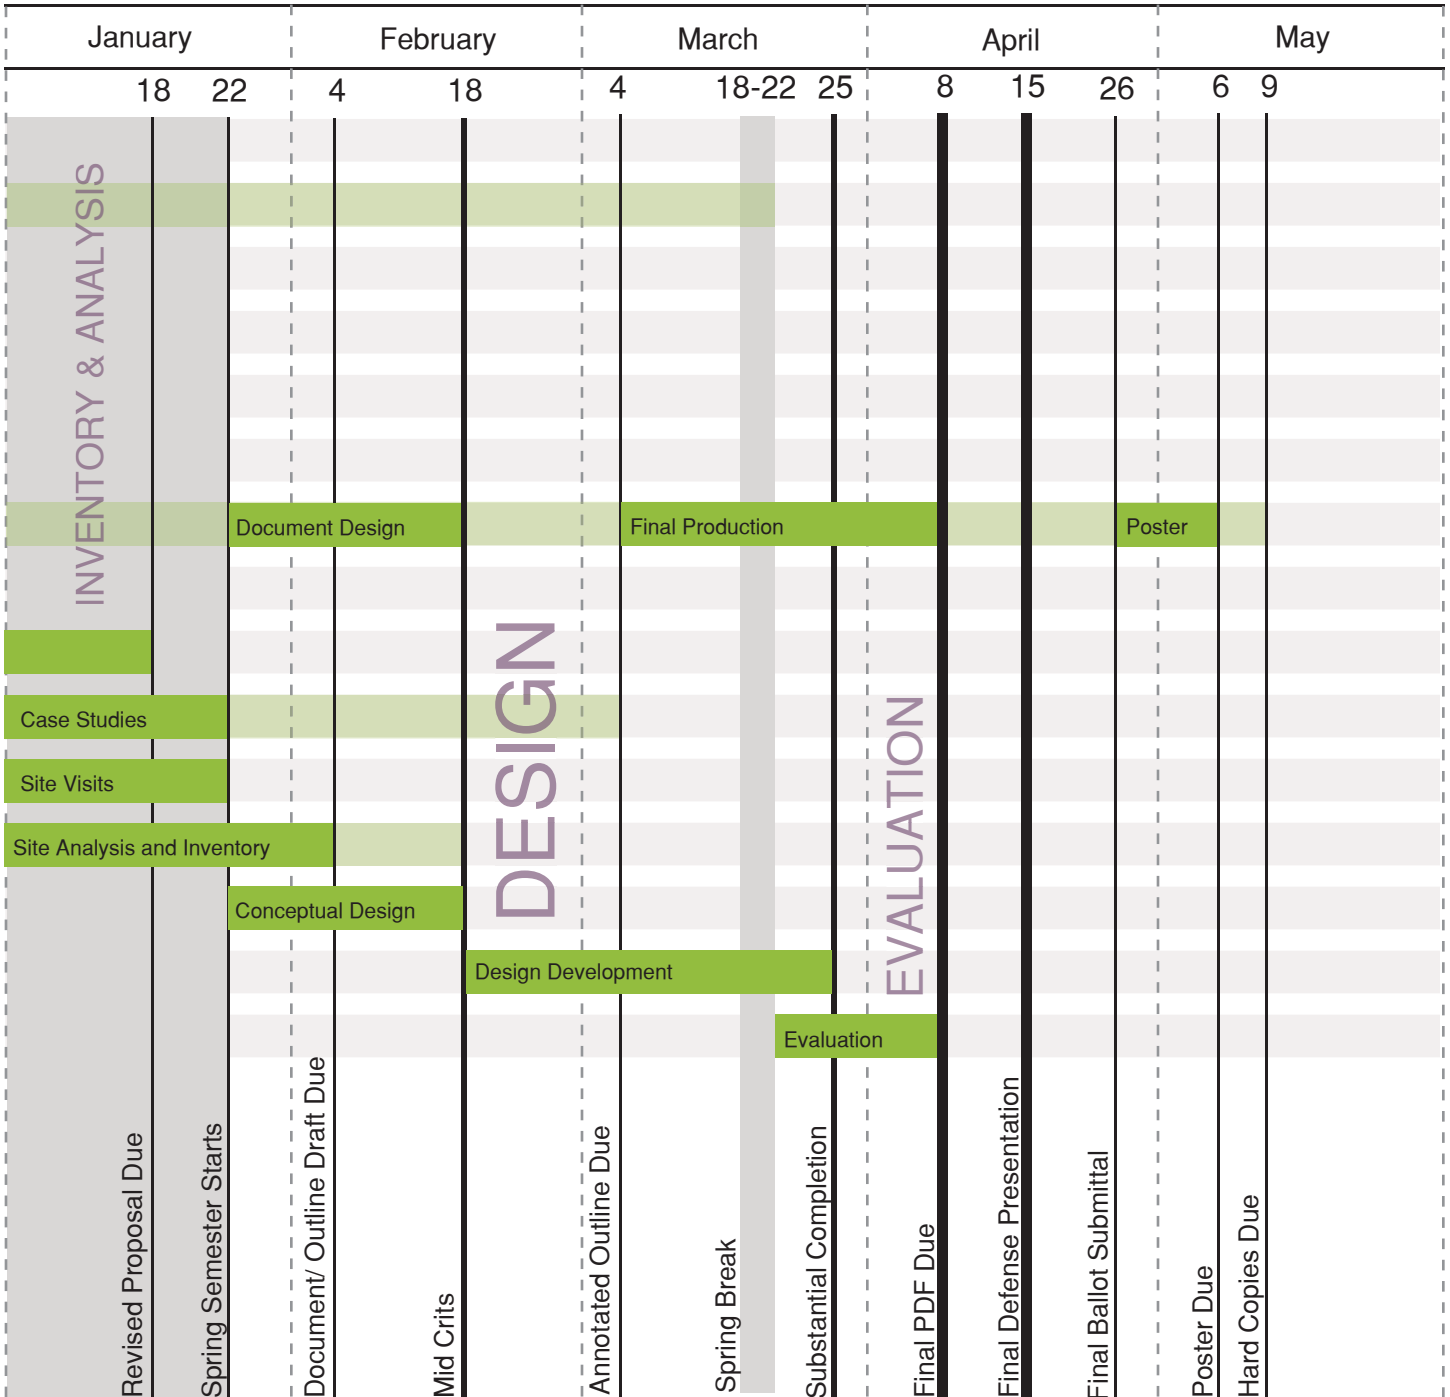 January
February
March
April
May
18
22
4
18
4
18-22
25
8
15
26
6
9
INVENTORY & ANALYSIS
Document Design
Final Production
Poster
DESIGN
Case Studies
EVALUATION
Site Visits
Site Analysis and Inventory
Conceptual Design
Design Development
Evaluation
Revised Proposal Due
Spring Semester Starts
Document/ Outline Draft Due
Mid Crits
Annotated Outline Due
Spring Break
Substantial Completion
Final PDF Due
Final Defense Presentation
Final Ballot Submittal
Poster Due
Hard Copies Due